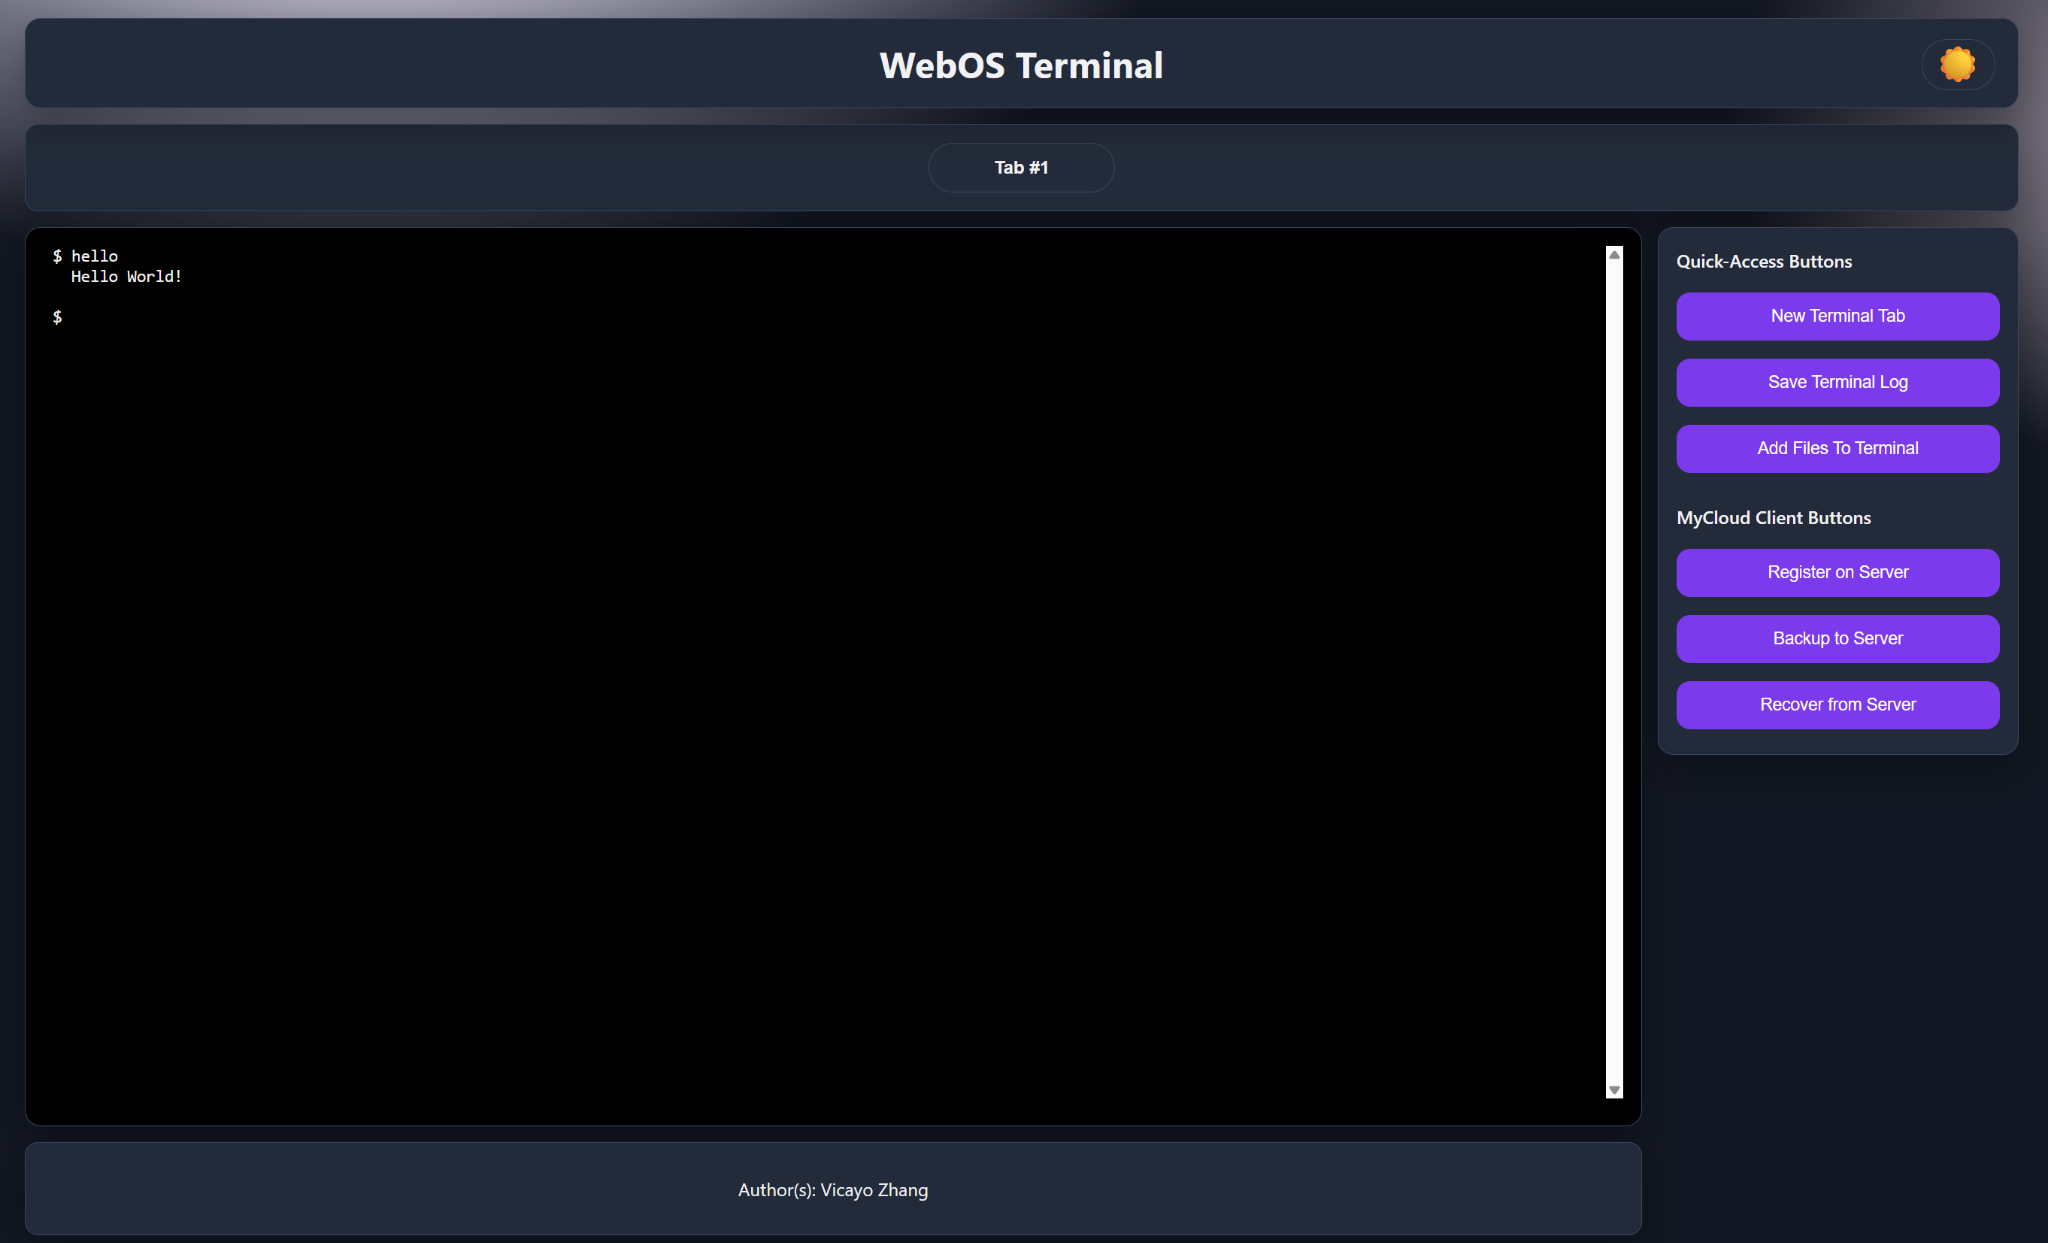 WebOS Terminal
Tab #1
$ hello
Hello World!
$
Quick-Access Buttons
New Terminal Tab
Save Terminal Log
Add Files To Terminal
MyCloud Client Buttons
Register on Server
Backup to Server
Recover from Server
Author(s): Vicayo Zhang